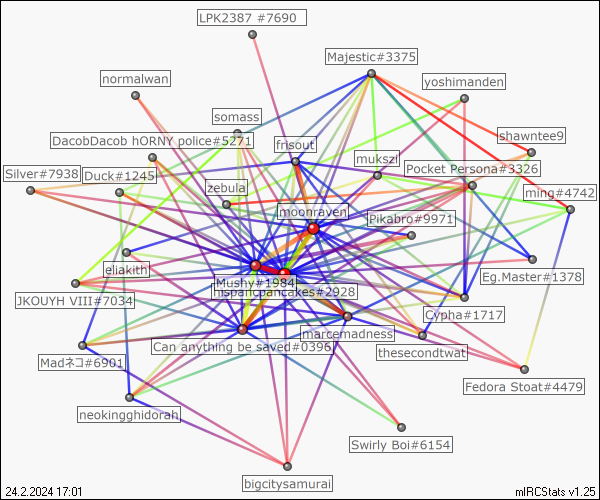 LPK2387 #7690
Majestic#3375
normalwan
yoshimanden
somass
DacobDacob hORNY police#5271
frisout
shawntee9
mukszi
Pocket Persona#3326
Silver#7938
Duck#1245
zebula
ming#4742
moonraven
Pikabro#9971
eliakith
Mushy#1984
Eg.Master#1378
hispanicpancakes#2928
JKOUYH VIII#7034
Cypha#1717
marcemadness
Can anything be saved#0396
thesecondtwat
Madネコ#6901
Fedora Stoat#4479
neokingghidorah
Swirly Boi#6154
bigcitysamurai
24.2.2024 17:01
mIRCStats v1.25